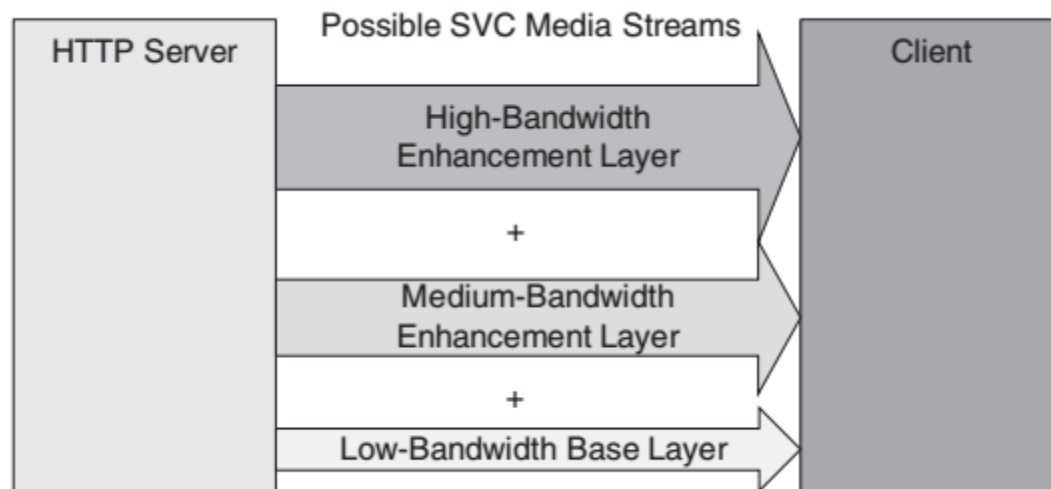 Possible SVC Media Streams
HTTP Server
Client
High-Bandwidth
Enhancement Layer
+
Medium-Bandwidth
Enhancement Layer
+
Low-Bandwidth Base Layer